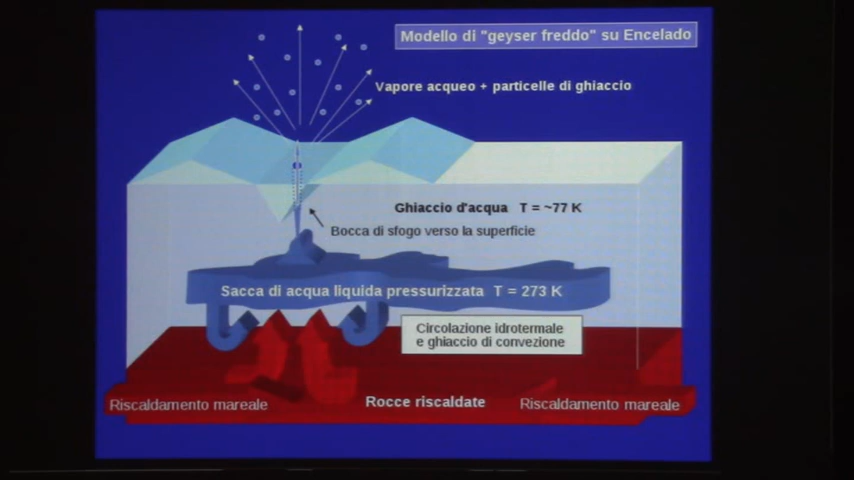 Modello di "geyser freddo" su Encelado
Vapore acqueo + particelle di ghiaccio
Ghiaccio d'acqua T = ~77 K
Bocca di sfogo verso la superficie
Sacca di acqua liquida pressurizzata T = 273 K
Circolazione idrotermale
e ghiaccio di convezione
Riscaldamento mareale
Rocce riscaldate
Riscaldamento mareale